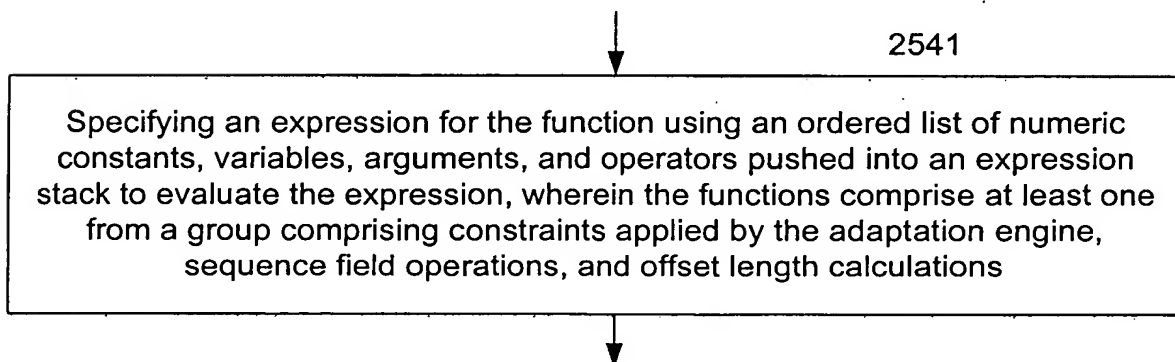 2541
Specifying an expression for the function using an ordered list of numeric
constants, variables, arguments, and operators pushed into an expression
stack to evaluate the expression, wherein the functions comprise at least one
from a group comprising constraints applied by the adaptation engine,
sequence field operations, and offset length calculations